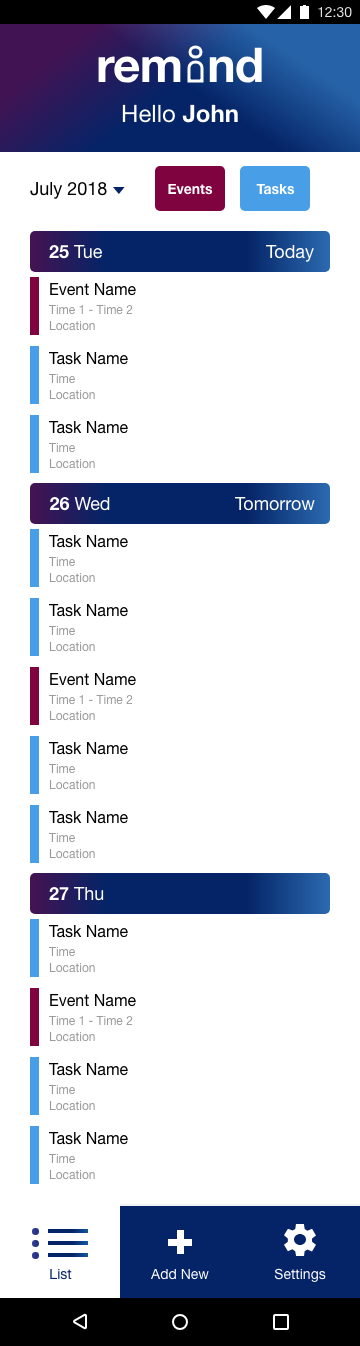 12:30
remind
Hello John
July 2018
Events
Tasks
25 Tue
Today
Event Name
Time 1 - Time 2
Location
Task Name
Time
Location
Task Name
Time
Location
26 Wed
Tomorrow
Task Name
Time
Location
Task Name
Time
Location
Event Name
Time 1 - Time 2
Location
Task Name
Time
Location
Task Name
Time
Location
27 Thu
Task Name
Time
Location
Event Name
Time 1 - Time 2
Location
Task Name
Time
Location
Task Name
Time
Location
List
Add New
Settings